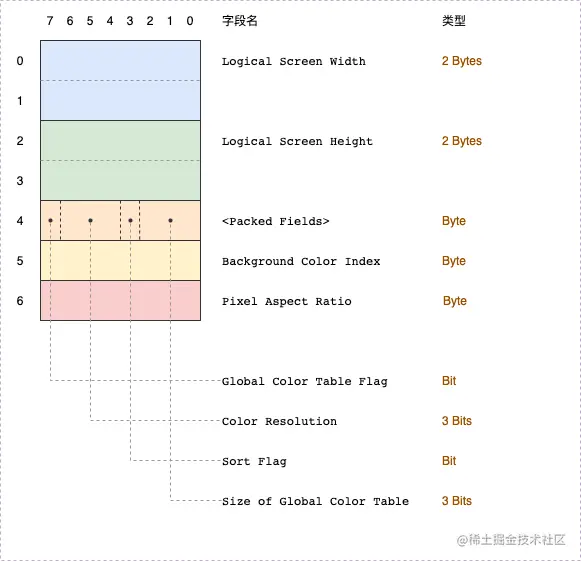 7 6 5 4 3 2 1 0 字段名 类型
0 Logical Screen Width 2 Bytes
1
2 Logical Screen Height 2 Bytes
3
4 <Packed Fields> Byte
5 Background Color Index Byte
6 Pixel Aspect Ratio Byte
Global Color Table Flag Bit
Color Resolution 3 Bits
Sort Flag Bit
Size of Global Color Table 3 Bits
@稀土掘金技术社区